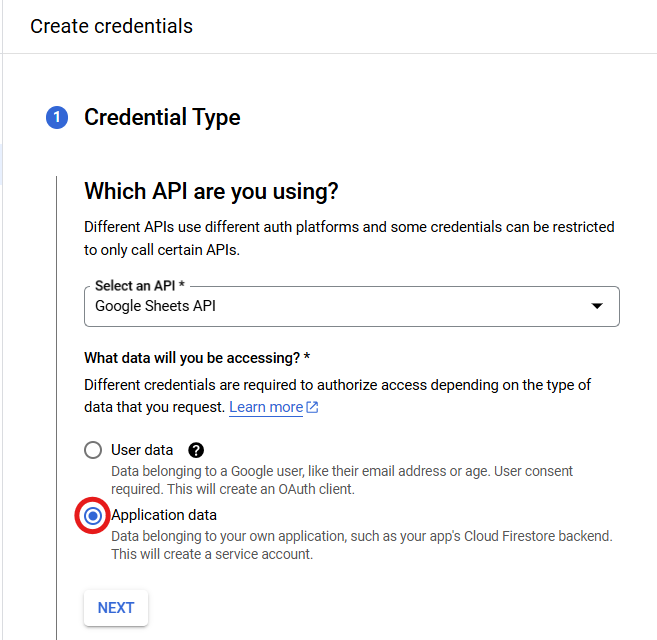 Create credentials
1 Credential Type
Which API are you using?
Different APIs use different auth platforms and some credentials can be restricted
to only call certain APIs.
Select an API *
Google Sheets API
What data will you be accessing? *
Different credentials are required to authorize access depending on the type of
data that you request. Learn more
User data ?
Data belonging to a Google user, like their email address or age. User consent
required. This will create an OAuth client.
Application data
Data belonging to your own application, such as your app's Cloud Firestore backend.
This will create a service account.
NEXT